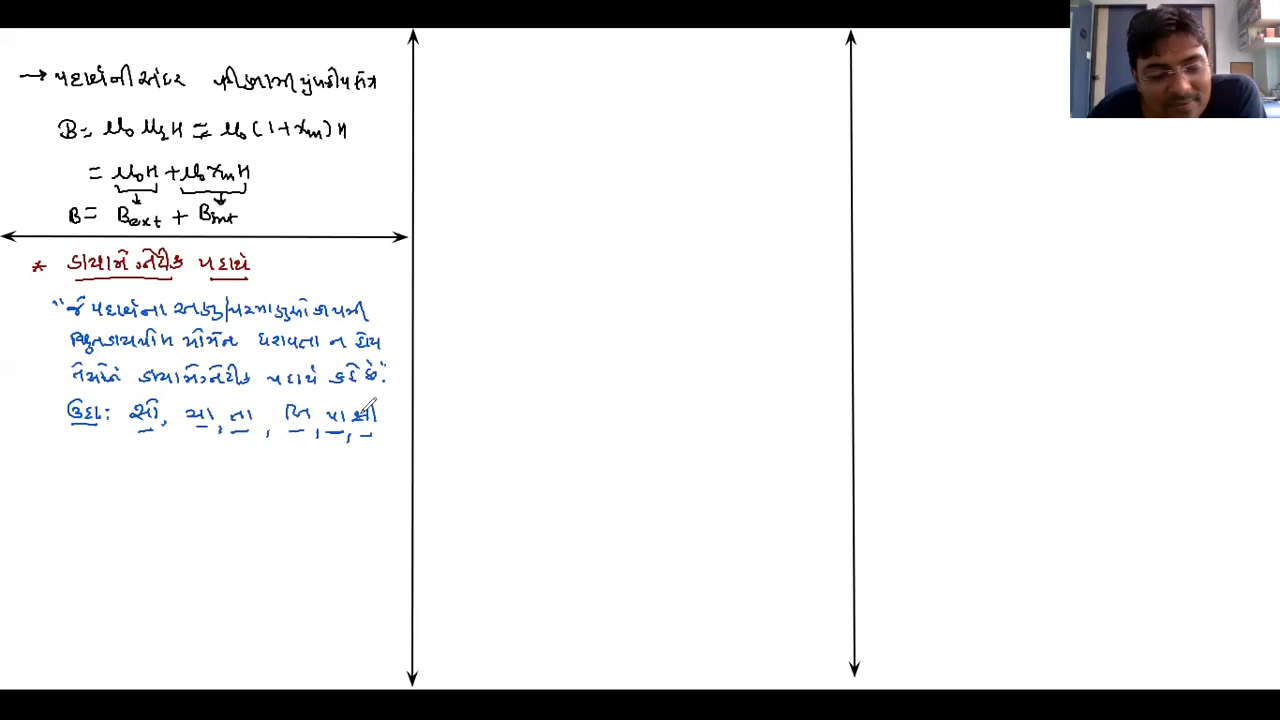 → પદાર્થની અંદર પરિણામી ચુંબકીય ક્ષેત્ર
B = μ₀ μᵣ H = μ₀ (1 + χₘ) H
= μ₀H + μ₀χₘH
B = Bext + Bint
* ડાયામેગ્નેટીક પદાર્થ
"જે પદાર્થના અણુ/પરમાણુઓ કાયમી
ધરાવતા ન હોય
તેઓને ડાયામેગ્નેટીક પદાર્થ કહે છે."
ઉદા: સો, ચા, તા, બિ, પા, સી